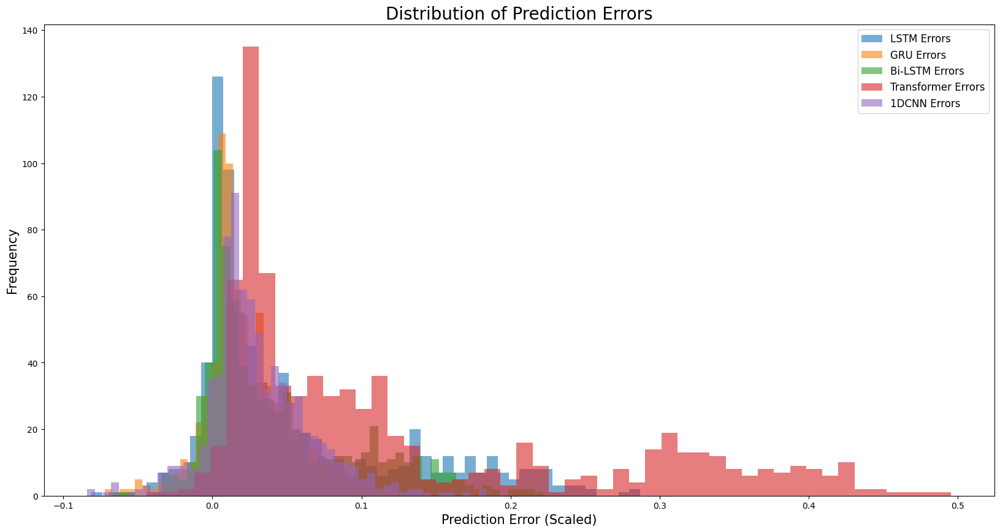 Distribution of Prediction Errors
140
120
100
80
60
40
20
0
Frequency
LSTM Errors
GRU Errors
Bi-LSTM Errors
Transformer Errors
1DCNN Errors
−0.1 0.0 0.1 0.2 0.3 0.4 0.5
Prediction Error (Scaled)